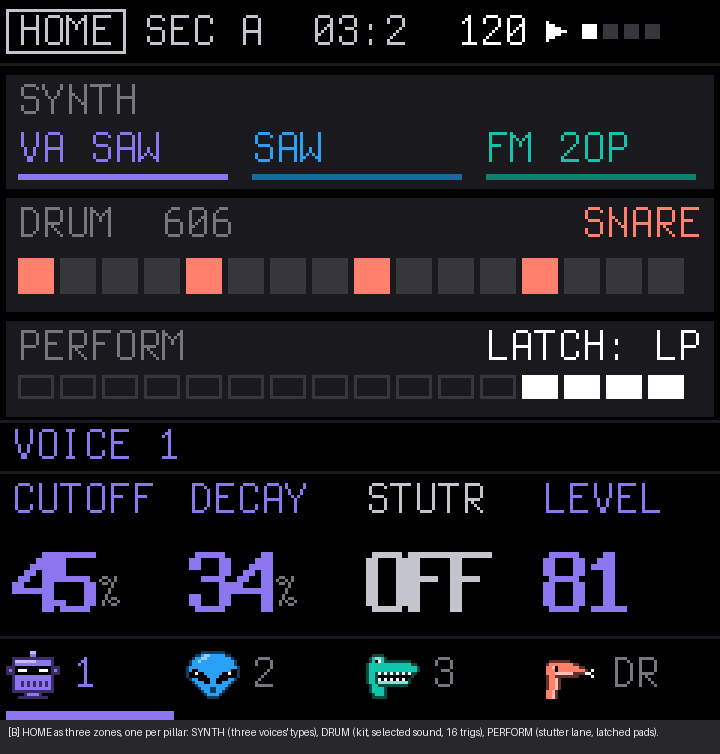 HOME SEC A 03:2 120
SYNTH
VA SAW SAW FM 2OP
DRUM 606 SNARE
PERFORM LATCH: LP
VOICE 1
CUTOFF DECAY STUTR LEVEL
45% 34% OFF 81
1 2 3 DR
[B] HOME as three zones, one per pillar: SYNTH (three voices' types), DRUM (kit, selected sound, 16 trigs), PERFORM (stutter lane, latched pads).